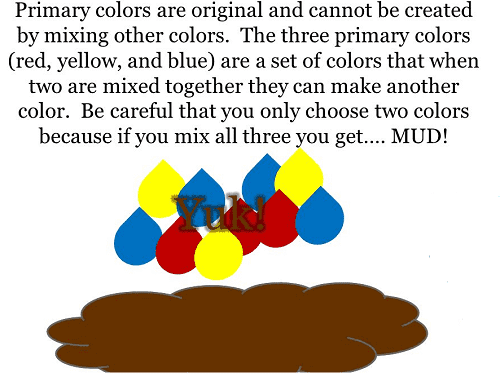 Primary colors are original and cannot be created
by mixing other colors.  The three primary colors
(red, yellow, and blue) are a set of colors that when
two are mixed together they can make another
color.  Be careful that you only choose two colors
because if you mix all three you get.... MUD!
Yuk!